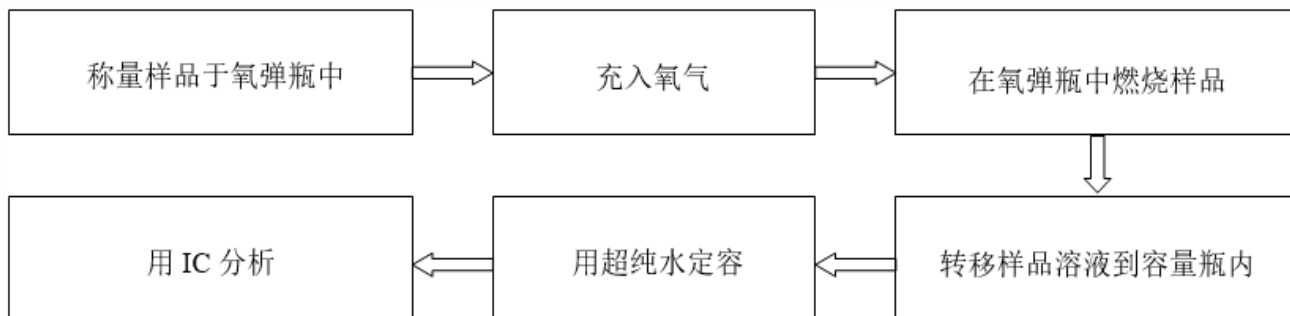 称量样品于氧弹瓶中
充入氧气
在氧弹瓶中燃烧样品
转移样品溶液到容量瓶内
用超纯水定容
用 IC 分析